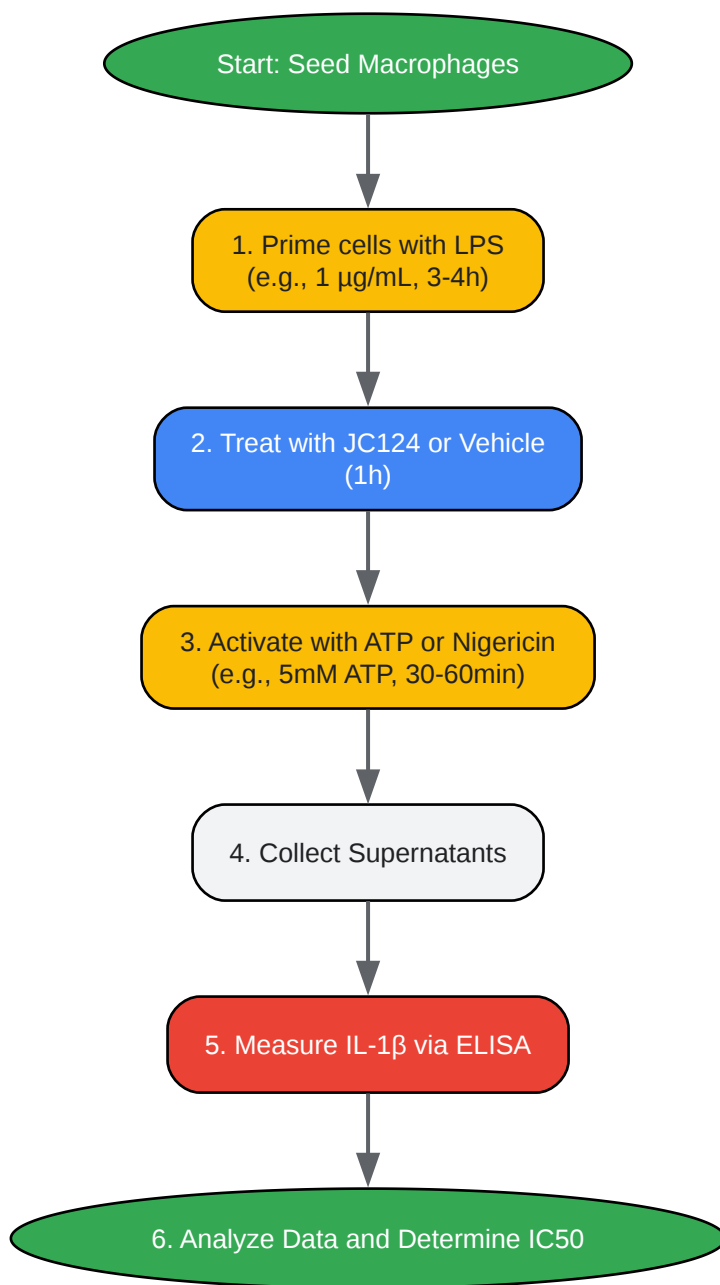 Start: Seed Macrophages
1. Prime cells with LPS
(e.g., 1 µg/mL, 3-4h)
2. Treat with JC124 or Vehicle
(1h)
3. Activate with ATP or Nigericin
(e.g., 5mM ATP, 30-60min)
4. Collect Supernatants
5. Measure IL-1β via ELISA
6. Analyze Data and Determine IC50